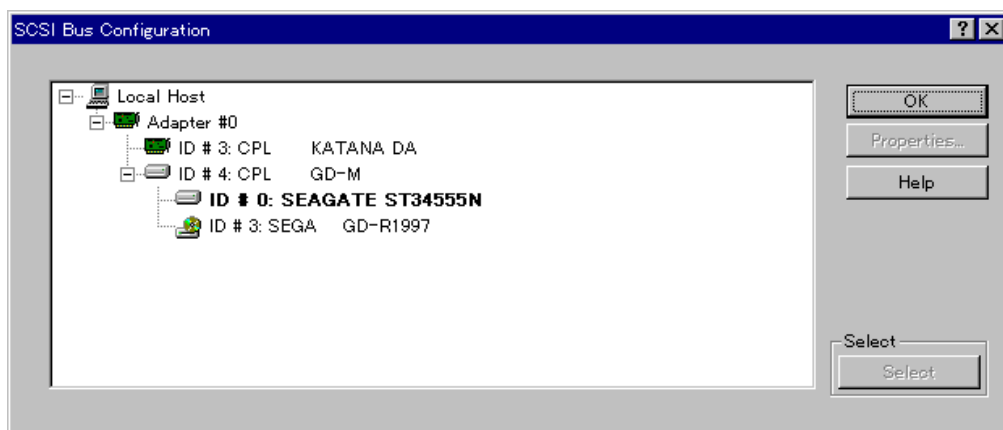 SCSI Bus Configuration
Local Host
Adapter #0
ID # 3: CPL KATANA DA
ID # 4: CPL GD-M
ID # 0: SEAGATE ST34555N
ID # 3: SEGA GD-R1997
OK
Properties...
Help
Select
Select